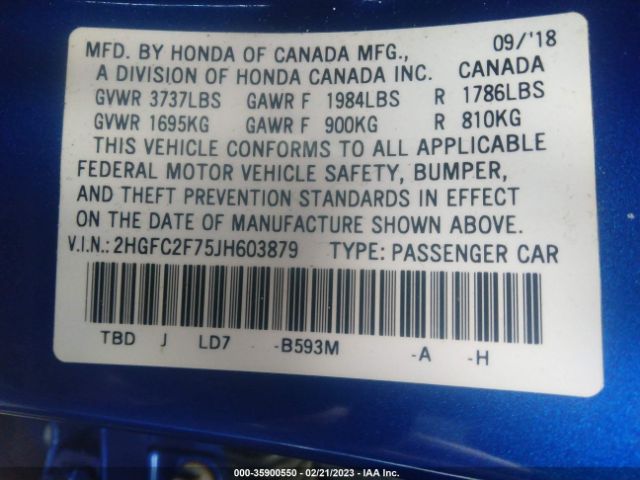 MFD. BY HONDA OF CANADA MFG., 09/'18
A DIVISION OF HONDA CANADA INC. CANADA
GVWR 3737LBS GAWR F 1984LBS R 1786LBS
GVWR 1695KG GAWR F 900KG R 810KG
THIS VEHICLE CONFORMS TO ALL APPLICABLE
FEDERAL MOTOR VEHICLE SAFETY, BUMPER,
AND THEFT PREVENTION STANDARDS IN EFFECT
ON THE DATE OF MANUFACTURE SHOWN ABOVE.
V.I.N.: 2HGFC2F75JH603879 TYPE: PASSENGER CAR
TBD J LD7 -B593M -A -H
000-35900550 - 02/21/2023 - IAA Inc.